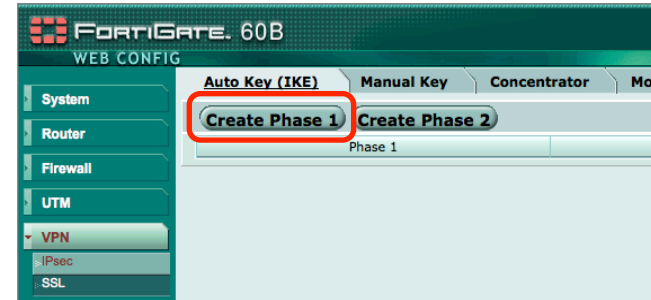 FORTIGATE. 60B
WEB CONFIG
Auto Key (IKE) Manual Key Concentrator
System
Create Phase 1 Create Phase 2
Router
Phase 1
Firewall
UTM
VPN
IPsec
SSL